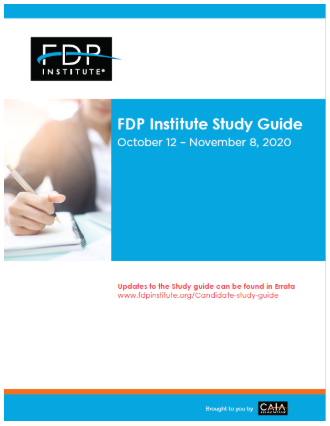 FDP
INSTITUTE®
FDP Institute Study Guide
October 12 – November 8, 2020
Updates to the Study guide can be found in Errata
www.fdpinstitute.org/Candidate-study-guide
Brought to you by
CAIA